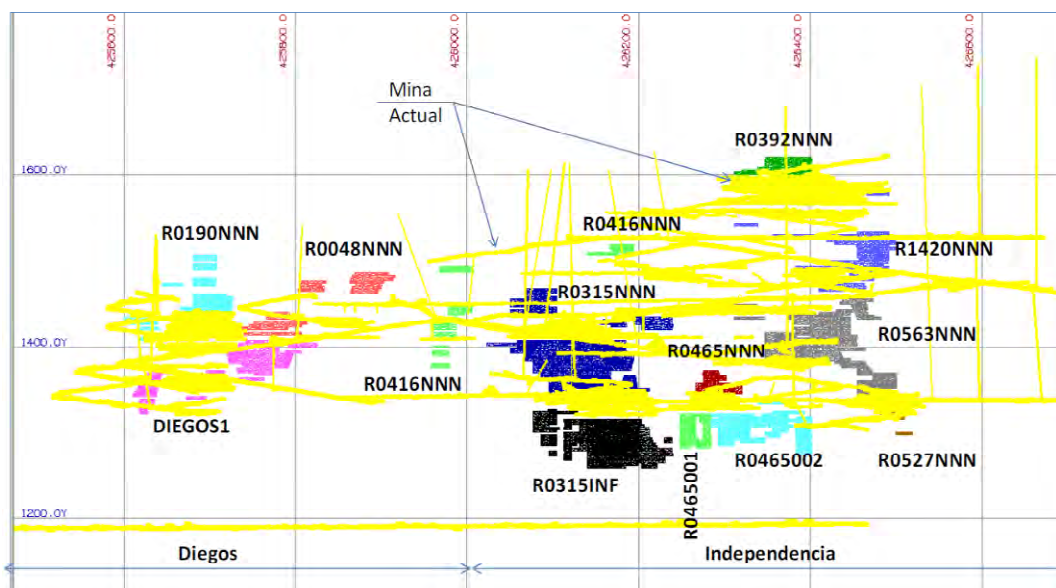 425600.0
425800.0
426000.0
426200.0
426400.0
426600.0
Mina
Actual
R0392NNN
1600.0Y
R0190NNN
R0048NNN
R0416NNN
R1420NNN
R0315NNN
R0563NNN
1400.0Y
R0465NNN
R0416NNN
DIEGOS1
R0315INF
R0465001
R0465002
R0527NNN
1200.0Y
Diegos
Independencia